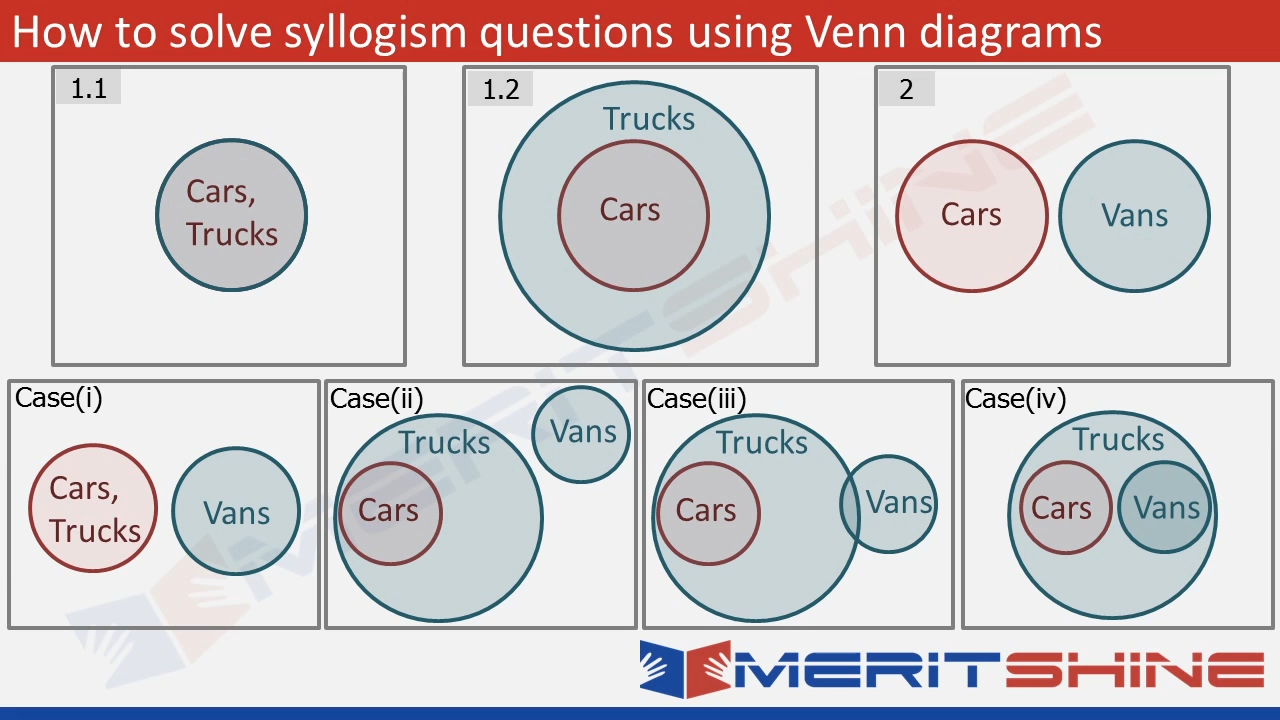 How to solve syllogism questions using Venn diagrams
1.1
Cars,
Trucks
1.2
Trucks
Cars
2
Cars
Vans
Case(i)
Cars,
Trucks
Vans
Case(ii)
Trucks
Cars
Vans
Case(iii)
Trucks
Cars
Vans
Case(iv)
Trucks
Cars
Vans
MERITSHINE
MERITSHINE